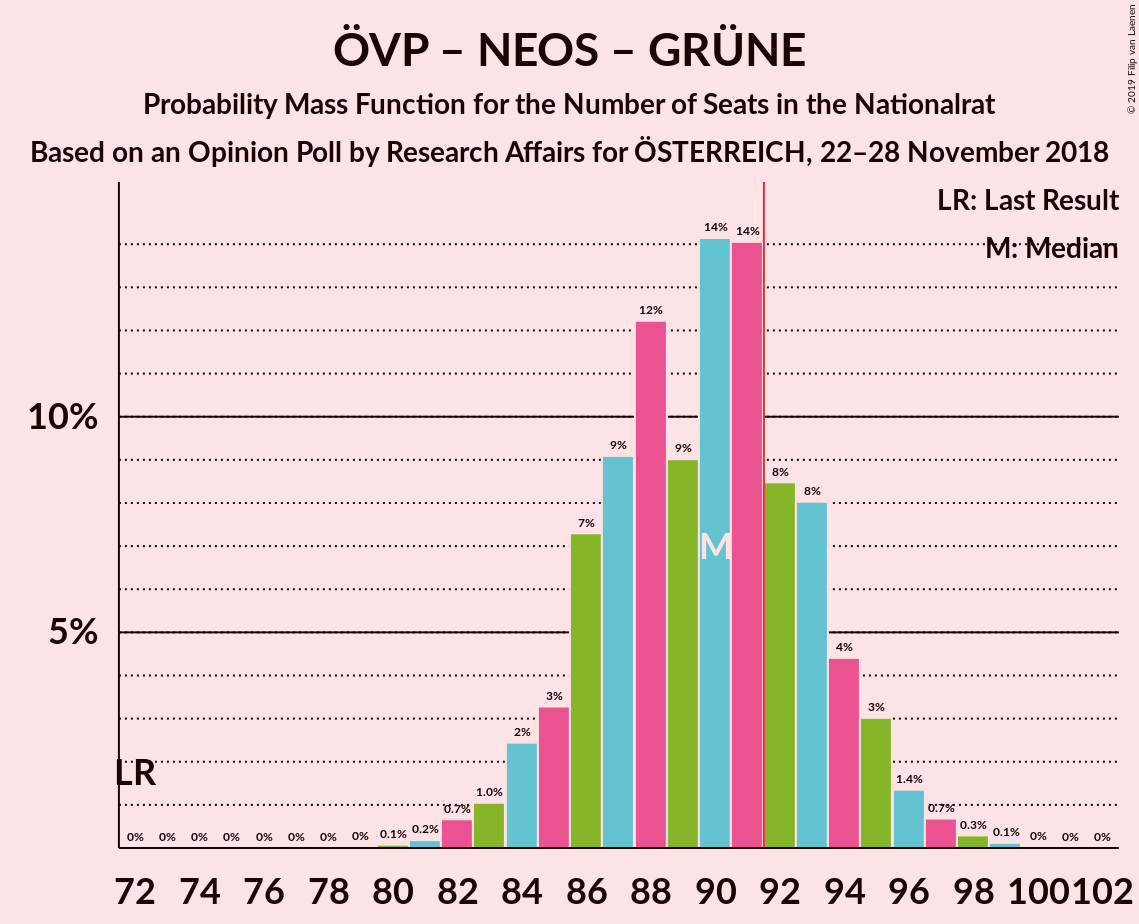 ÖVP – NEOS – GRÜNE
Probability Mass Function for the Number of Seats in the Nationalrat
Based on an Opinion Poll by Research Affairs for ÖSTERREICH, 22–28 November 2018
© 2019 Filip van Laenen
LR: Last Result
M: Median
14% 14%
12%
10%
9% 9%
8% 8%
7%
M
5%
4%
3% 3%
2%
LR
1.0% 1.4%
0% 0% 0% 0% 0% 0% 0% 0% 0.1% 0.2% 0.7% 0.7% 0.3% 0.1% 0% 0% 0%
72 74 76 78 80 82 84 86 88 90 92 94 96 98 100 102